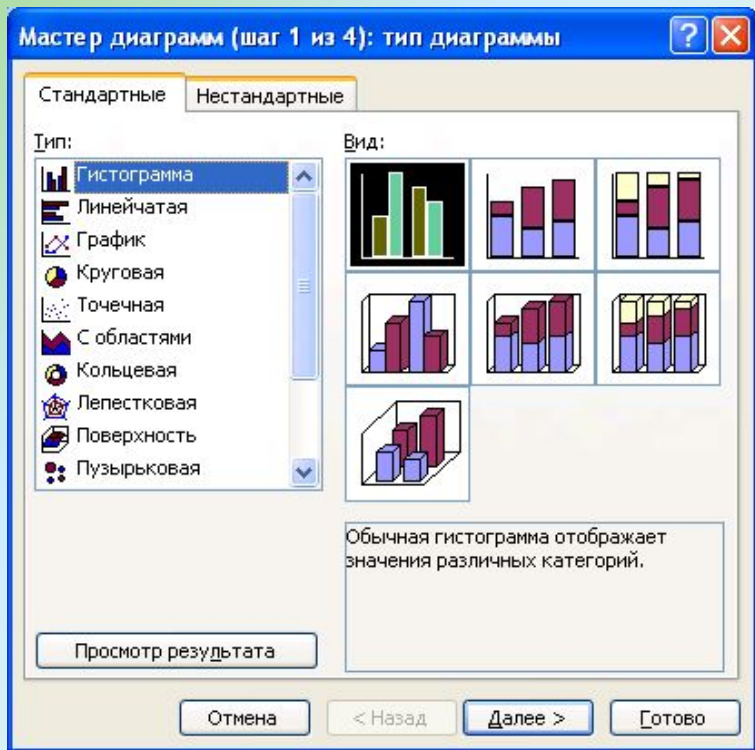 Мастер диаграмм (шаг 1 из 4): тип диаграммы
Стандартные
Нестандартные
Тип:
Гистограмма
Линейчатая
График
Круговая
Точечная
С областями
Кольцевая
Лепестковая
Поверхность
Пузырьковая
Вид:
Обычная гистограмма отображает
значения различных категорий.
Просмотр результата
Отмена
< Назад
Далее >
Готово